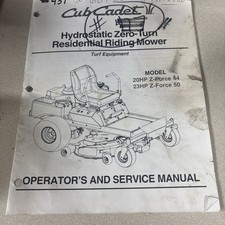 Cub Cadet
Hydrostatic Zero-Turn
Residential Riding Mower
Turf Equipment
MODEL
20HP Z-Force 44
23HP Z-Force 50
OPERATOR'S AND SERVICE MANUAL